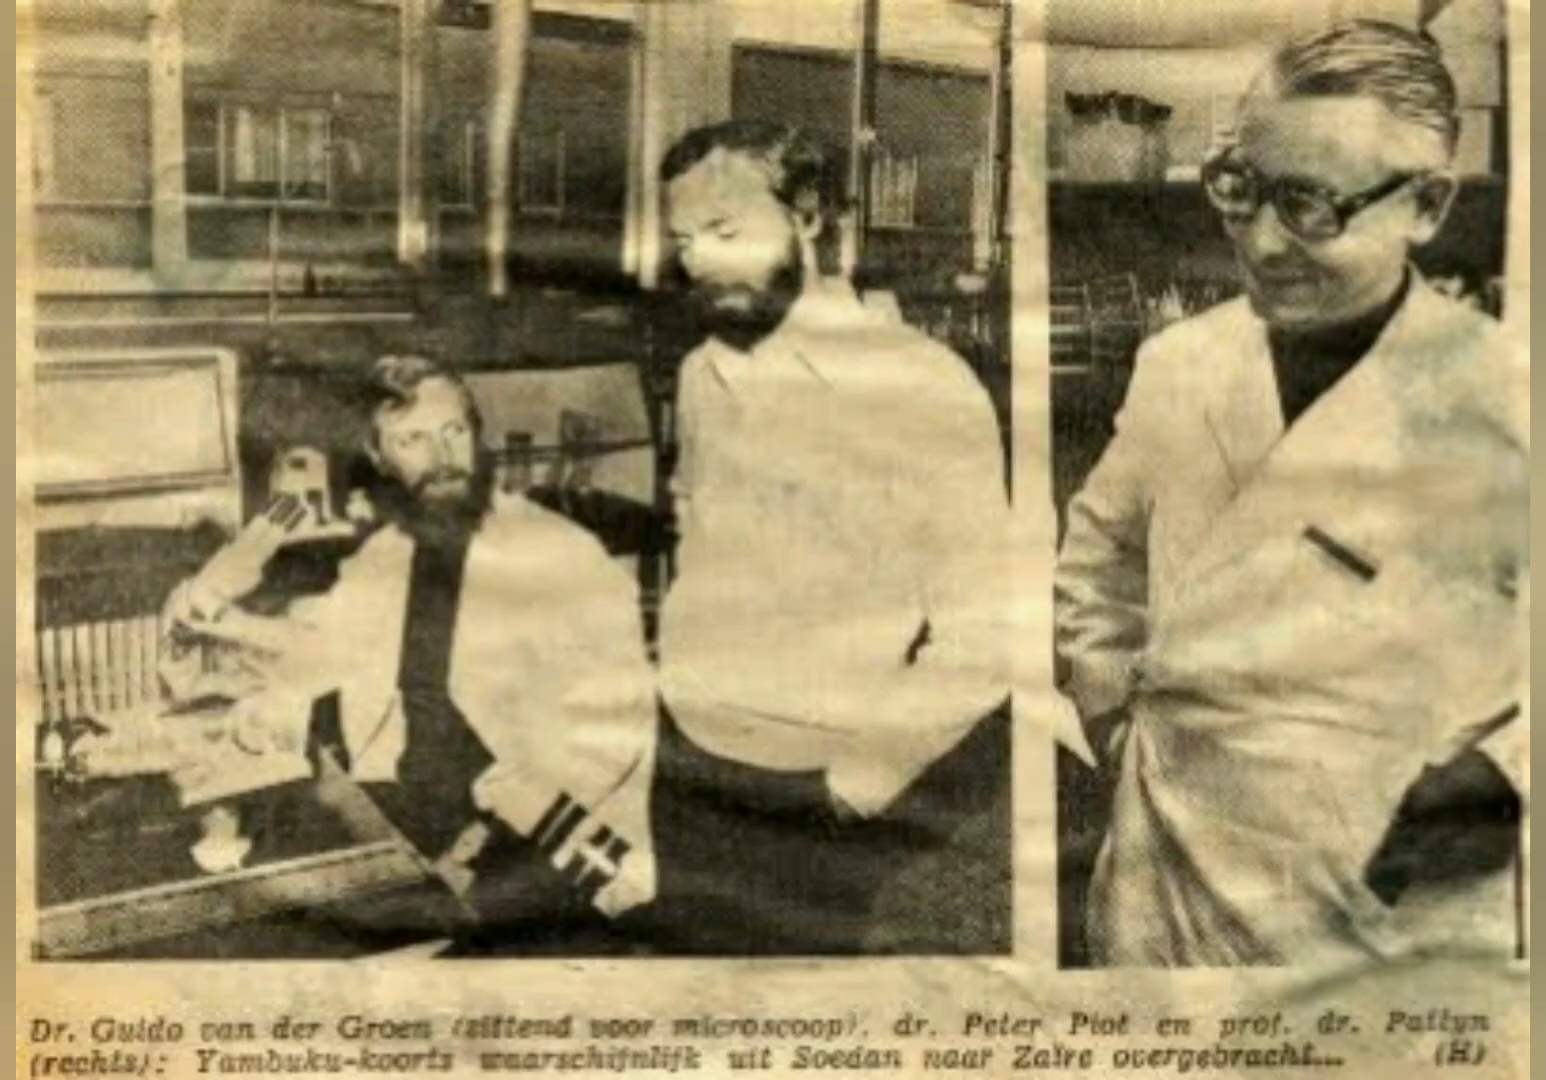 Dr. Guido van der Groen (zittend voor microscoop), dr. Peter Piot en prof. dr. Pattyn
(rechts): Yambuku-koorts waarschijnlijk uit Soedan naar Zaïre overgebracht... (H)